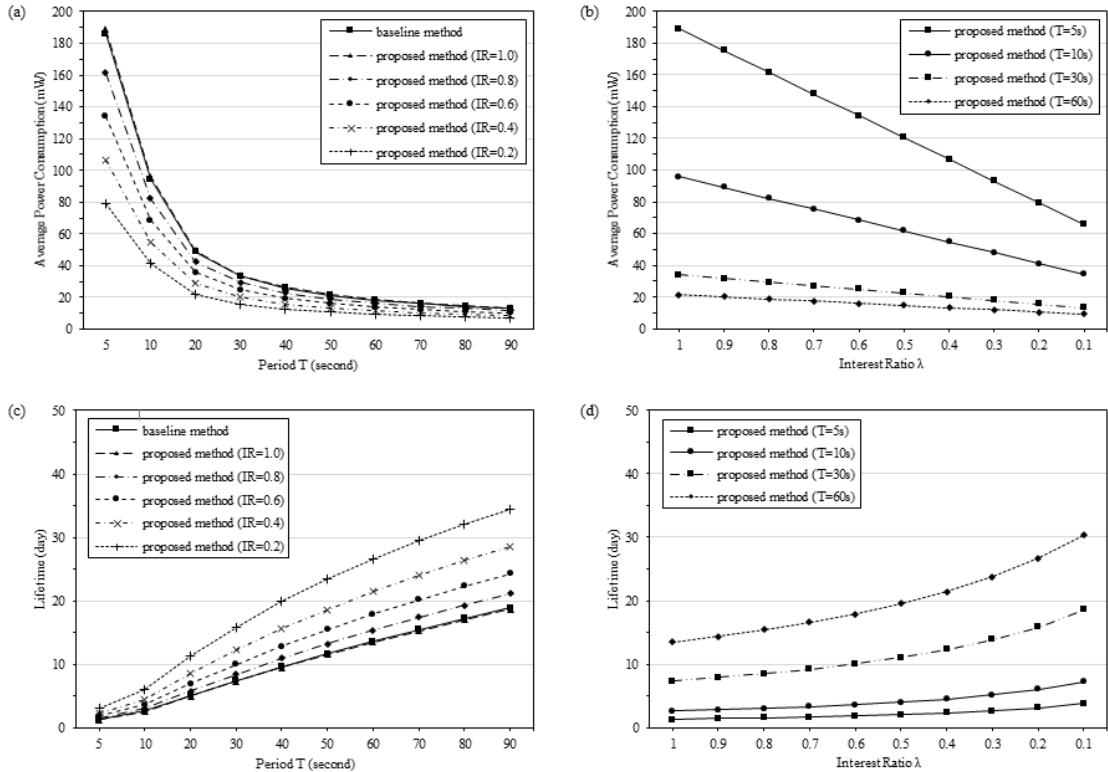 (a)
Average Power Consumption (mW)
200
180
160
140
120
100
80
60
40
20
0
baseline method
proposed method (IR=1.0)
proposed method (IR=0.8)
proposed method (IR=0.6)
proposed method (IR=0.4)
proposed method (IR=0.2)
5 10 20 30 40 50 60 70 80 90
Period T (second)
(b)
Average Power Consumption (mW)
200
180
160
140
120
100
80
60
40
20
0
proposed method (T=5s)
proposed method (T=10s)
proposed method (T=30s)
proposed method (T=60s)
1 0.9 0.8 0.7 0.6 0.5 0.4 0.3 0.2 0.1
Interest Ratio λ
(c)
Lifetime (day)
50
40
30
20
10
0
baseline method
proposed method (IR=1.0)
proposed method (IR=0.8)
proposed method (IR=0.6)
proposed method (IR=0.4)
proposed method (IR=0.2)
5 10 20 30 40 50 60 70 80 90
Period T (second)
(d)
Lifetime (day)
50
40
30
20
10
0
proposed method (T=5s)
proposed method (T=10s)
proposed method (T=30s)
proposed method (T=60s)
1 0.9 0.8 0.7 0.6 0.5 0.4 0.3 0.2 0.1
Interest Ratio λ